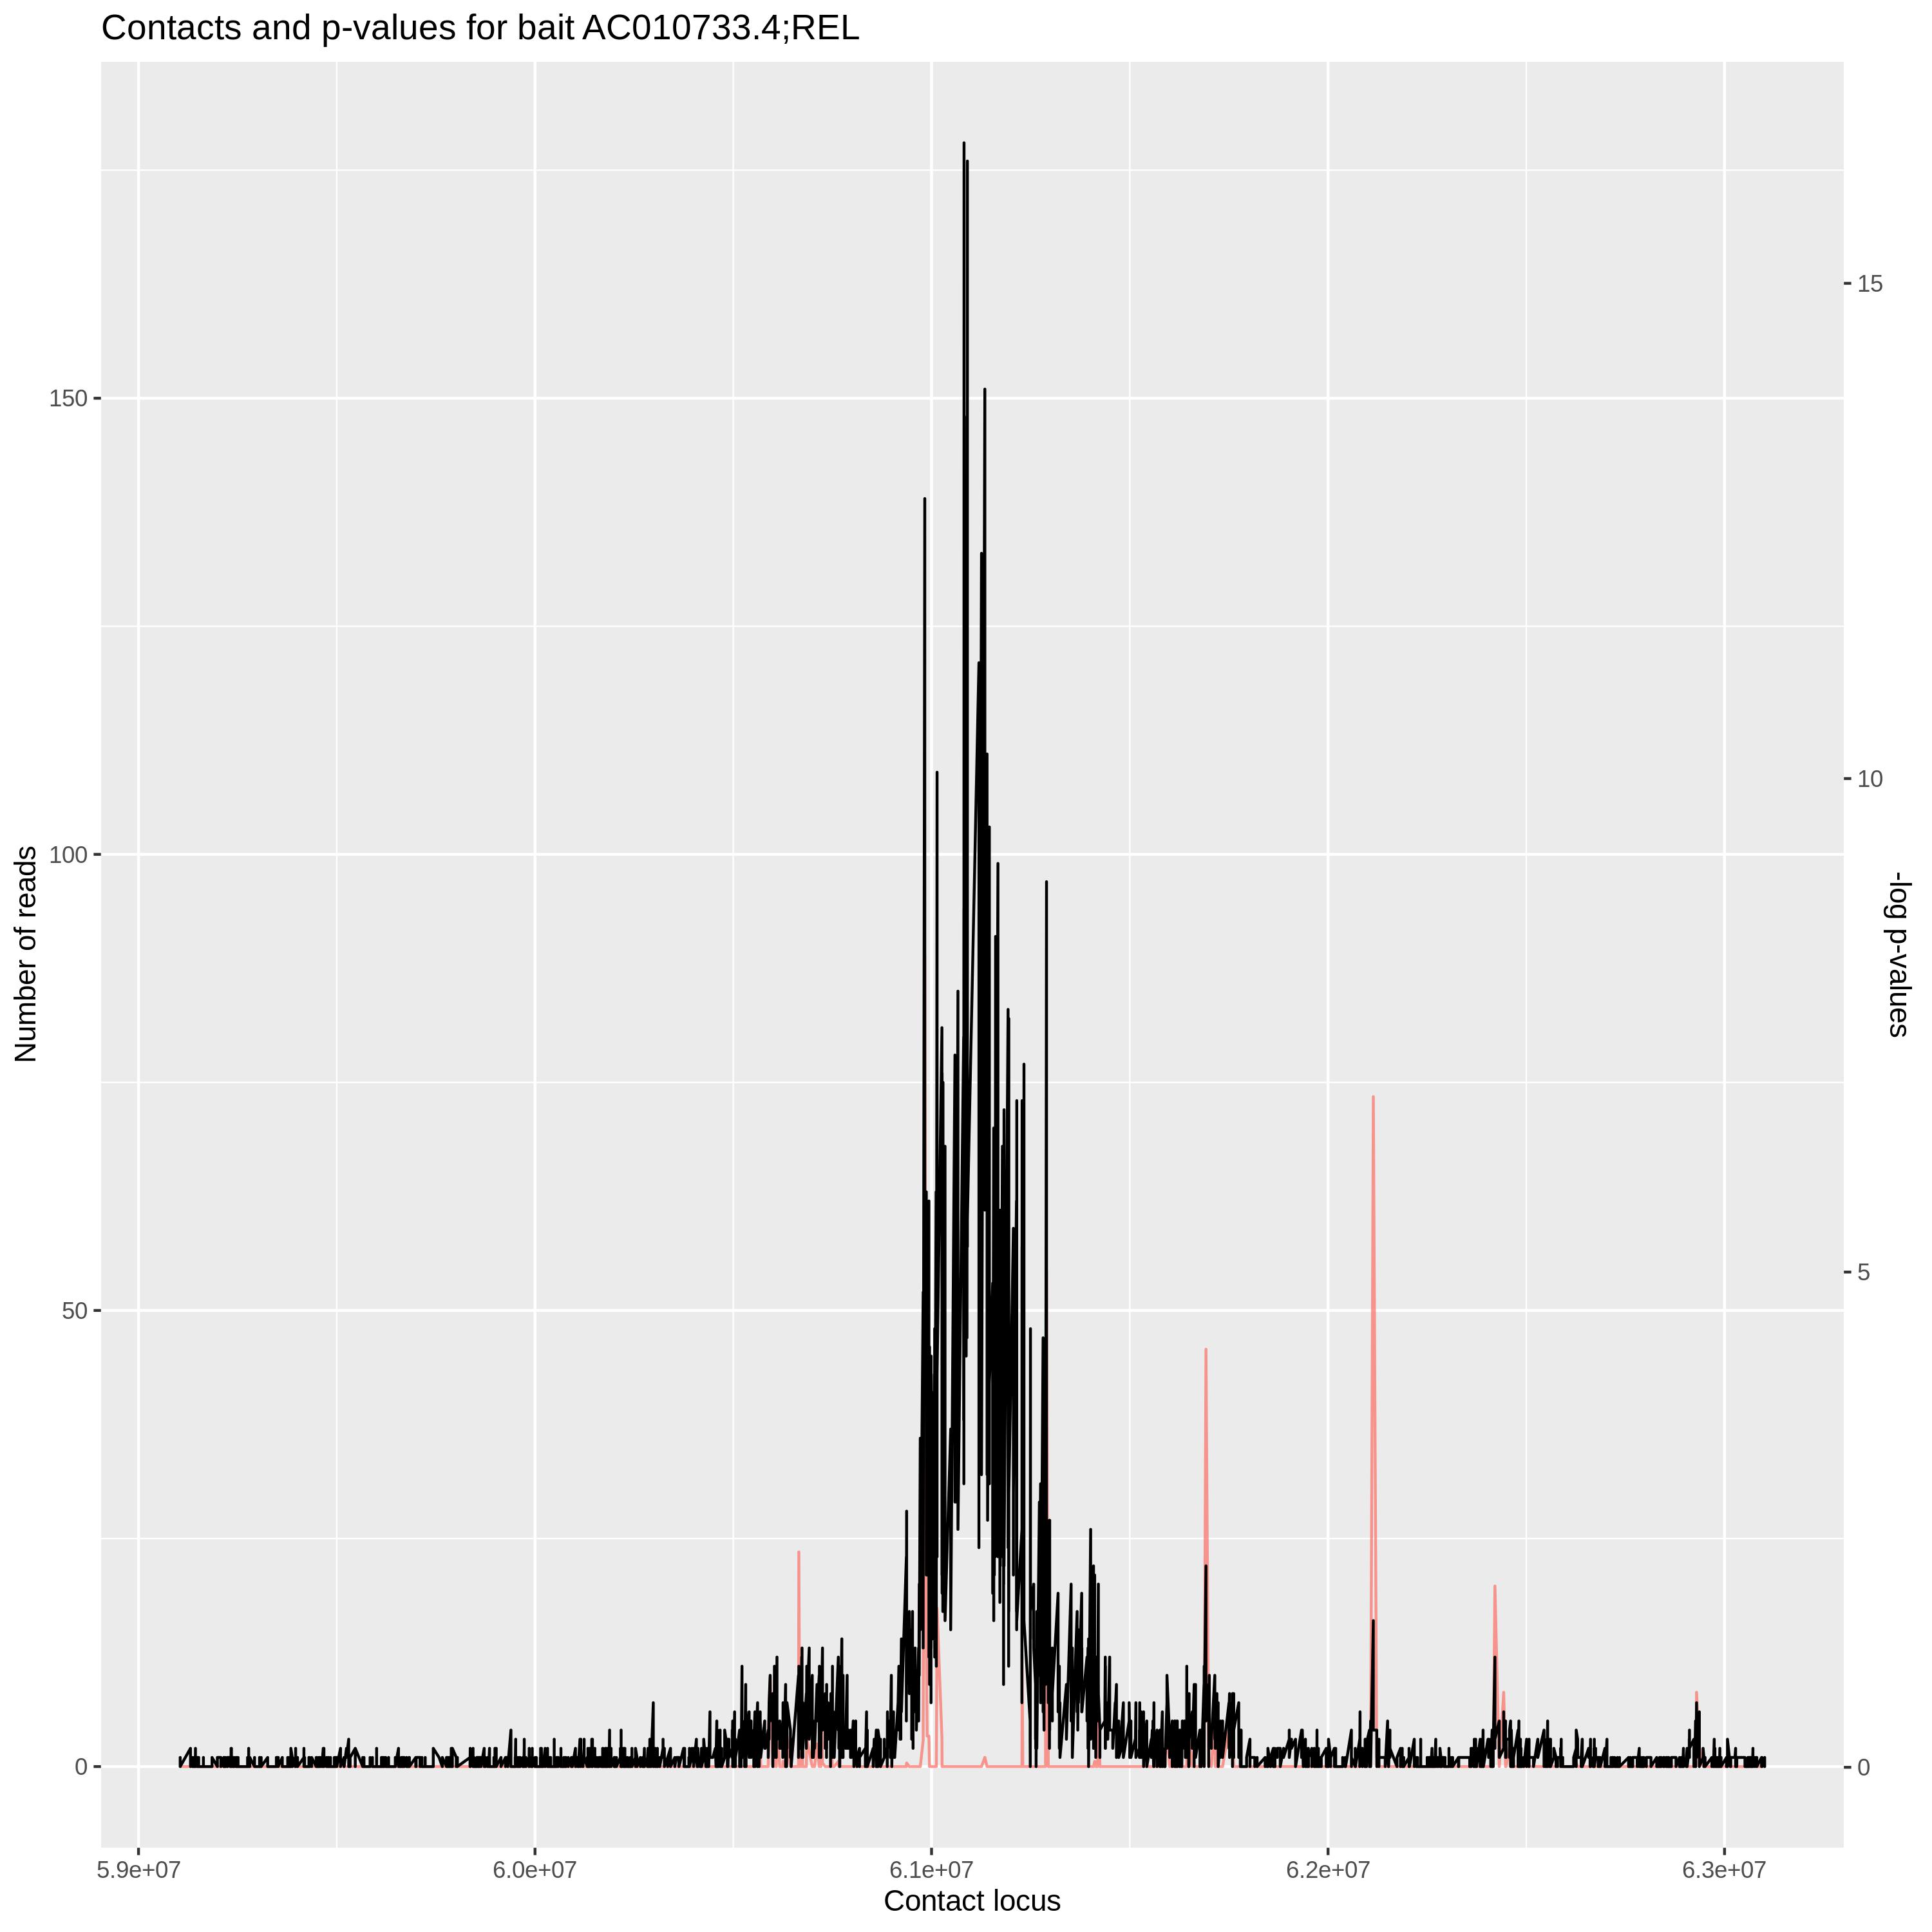 Contacts and p-values for bait AC010733.4;REL
150
100
50
0
Number of reads
15
10
5
0
-log p-values
5.9e+07
6.0e+07
6.1e+07
6.2e+07
6.3e+07
Contact locus